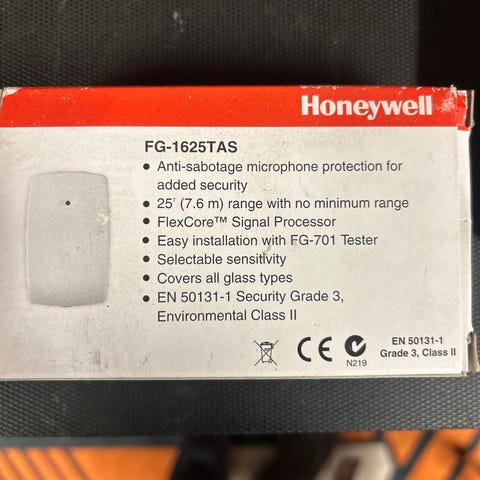 Honeywell
FG-1625TAS
• Anti-sabotage microphone protection for
added security
• 25' (7.6 m) range with no minimum range
• FlexCore™ Signal Processor
• Easy installation with FG-701 Tester
• Selectable sensitivity
• Covers all glass types
• EN 50131-1 Security Grade 3,
Environmental Class II
CE
N219
EN 50131-1
Grade 3, Class II